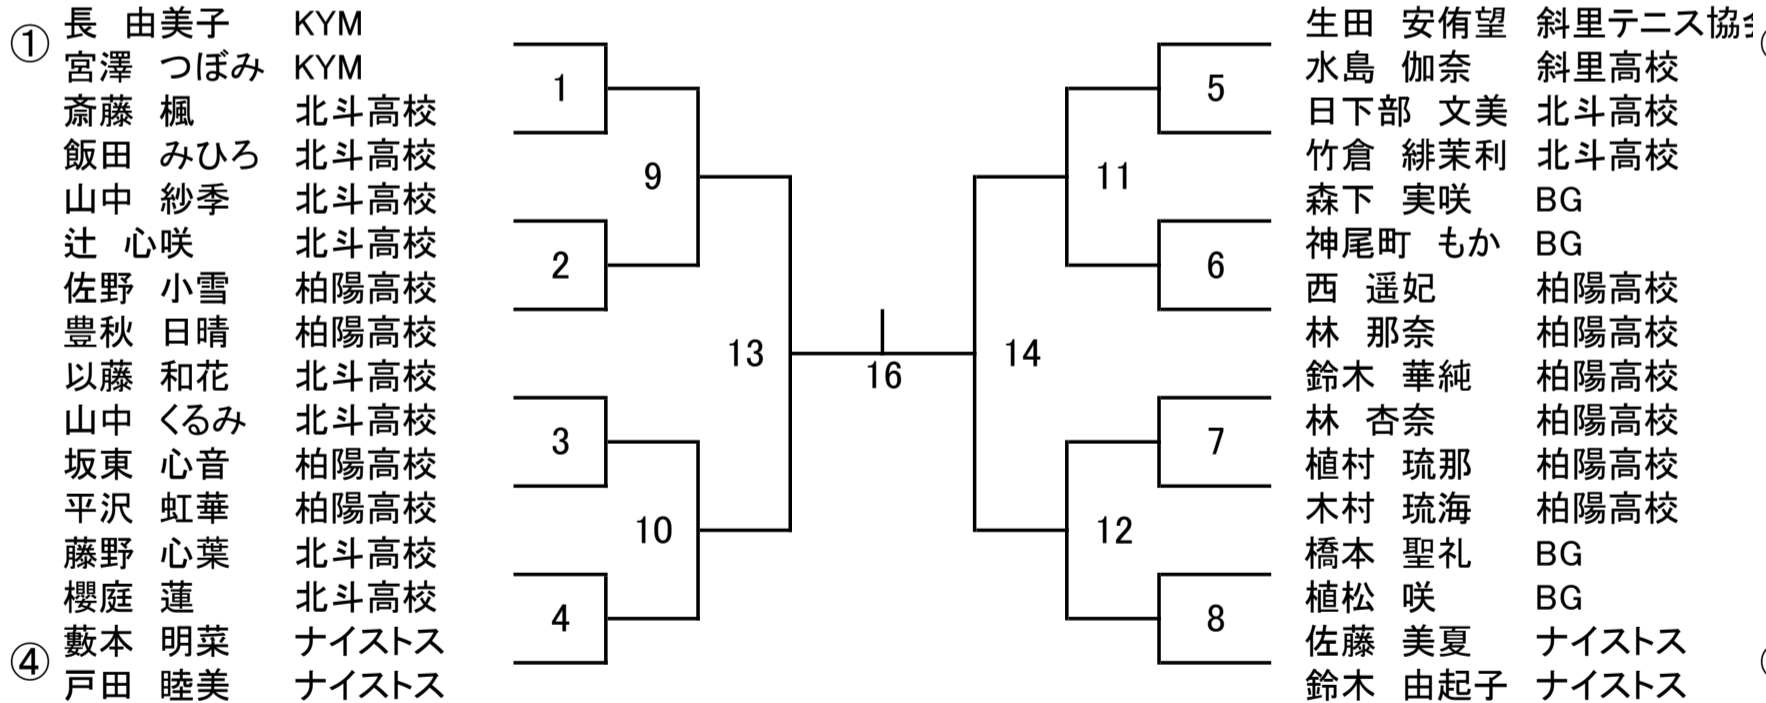 ① 長 由美子 KYM
宮澤 つぼみ KYM
斎藤 楓 北斗高校
飯田 みひろ 北斗高校
山中 紗季 北斗高校
辻 心咲 北斗高校
佐野 小雪 柏陽高校
豊秋 日晴 柏陽高校
以藤 和花 北斗高校
山中 くるみ 北斗高校
坂東 心音 柏陽高校
平沢 虹華 柏陽高校
藤野 心葉 北斗高校
櫻庭 蓮 北斗高校
④ 藪本 明菜 ナイストス
戸田 睦美 ナイストス
1
2
3
4
9
10
13
16
14
11
12
5
6
7
8
生田 安侑望 斜里テニス協
水島 伽奈 斜里高校
日下部 文美 北斗高校
竹倉 緋茉利 北斗高校
森下 実咲 BG
神尾町 もか BG
西 遥妃 柏陽高校
林 那奈 柏陽高校
鈴木 華純 柏陽高校
林 杏奈 柏陽高校
植村 琉那 柏陽高校
木村 琉海 柏陽高校
橋本 聖礼 BG
植松 咲 BG
佐藤 美夏 ナイストス
鈴木 由起子 ナイストス